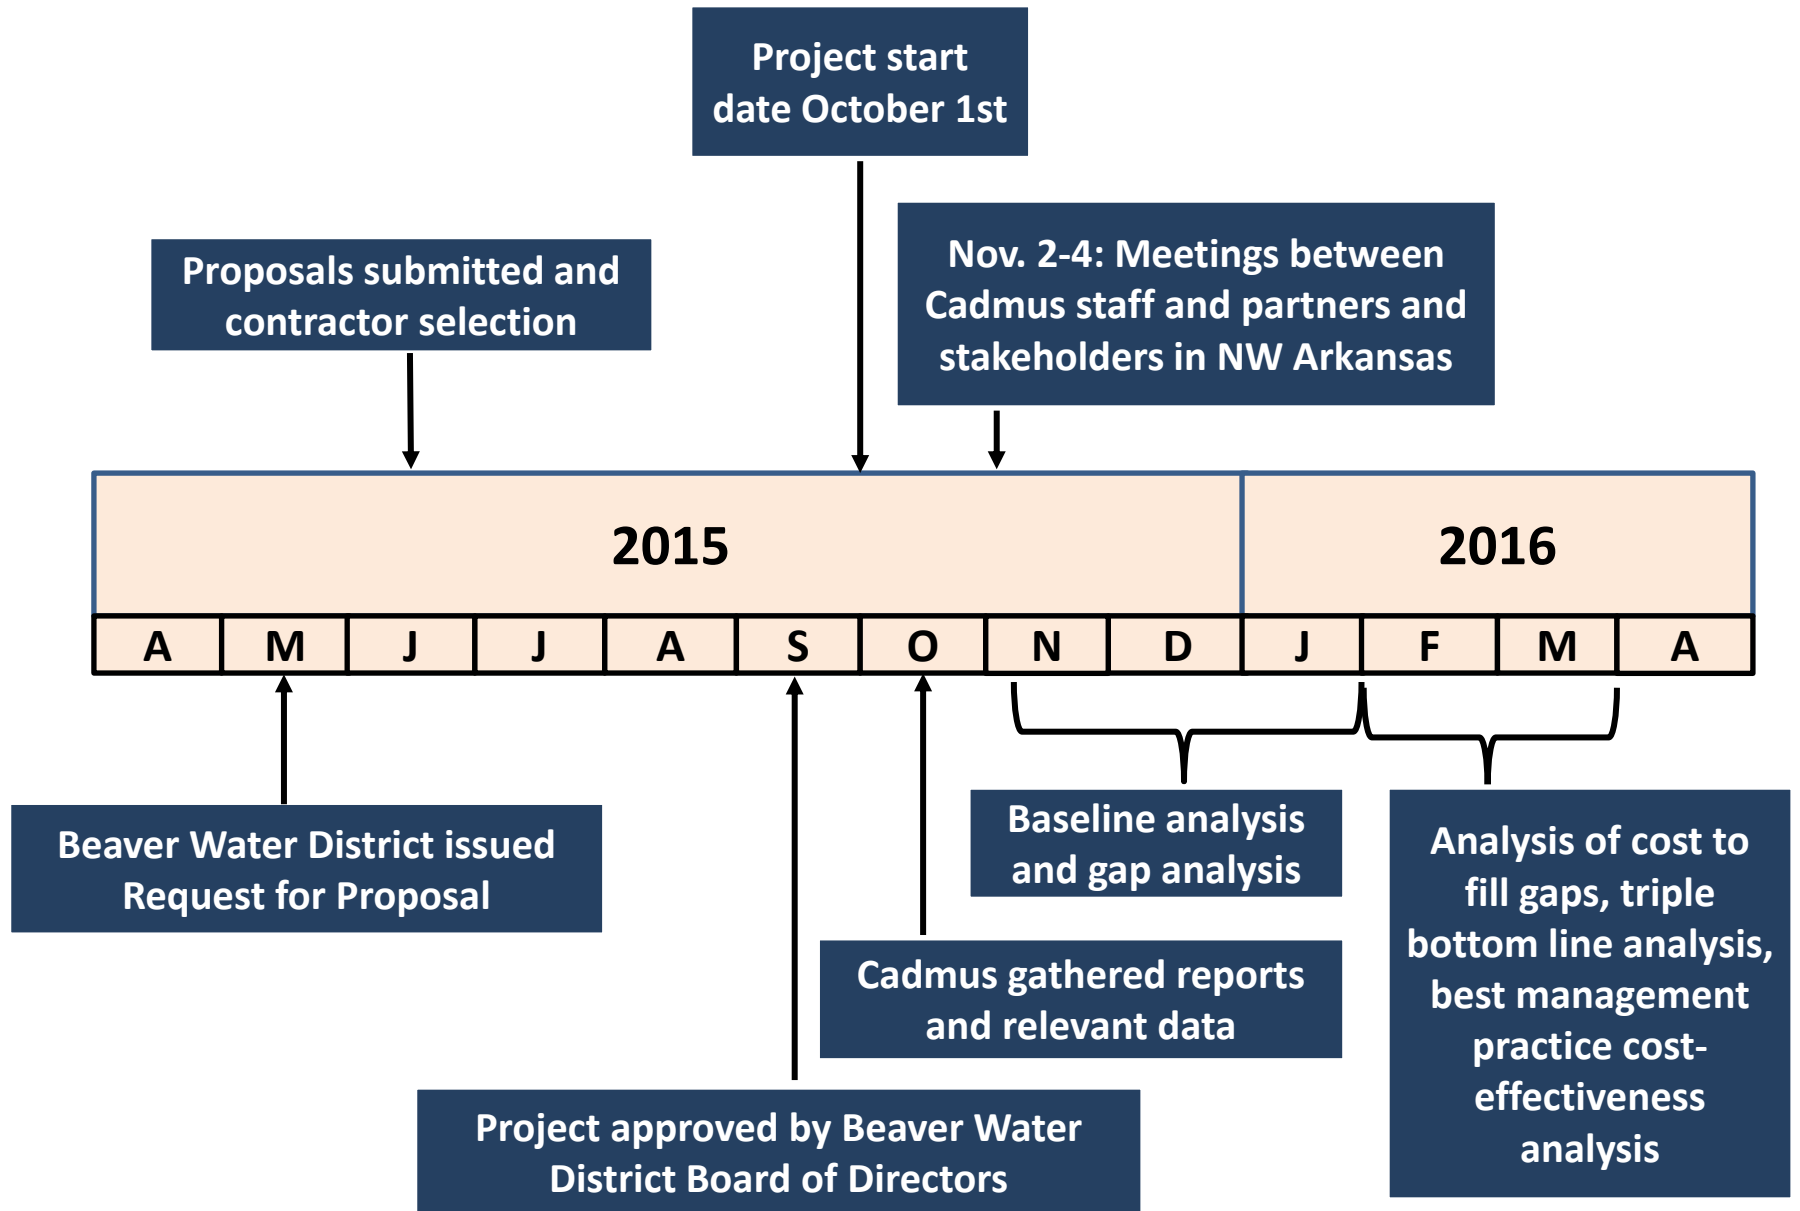 Project start
date October 1st
Proposals submitted and
contractor selection
Nov. 2-4: Meetings between
Cadmus staff and partners and
stakeholders in NW Arkansas
2015
2016
A M J J A S O N D J F M A
Beaver Water District issued
Request for Proposal
Baseline analysis
and gap analysis
Analysis of cost to
fill gaps, triple
bottom line analysis,
best management
practice cost-
effectiveness
analysis
Cadmus gathered reports
and relevant data
Project approved by Beaver Water
District Board of Directors